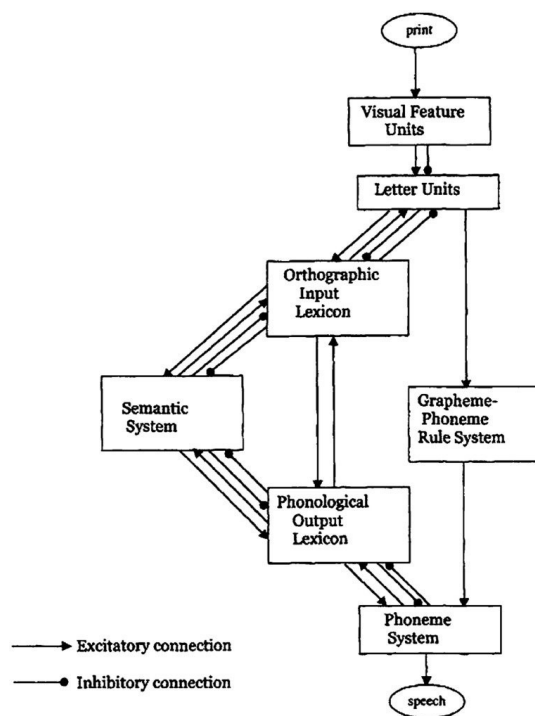 print
Visual Feature
Units
Letter Units
Orthographic
Input
Lexicon
Semantic
System
Grapheme-
Phoneme
Rule System
Phonological
Output
Lexicon
Phoneme
System
Excitatory connection
Inhibitory connection
speech